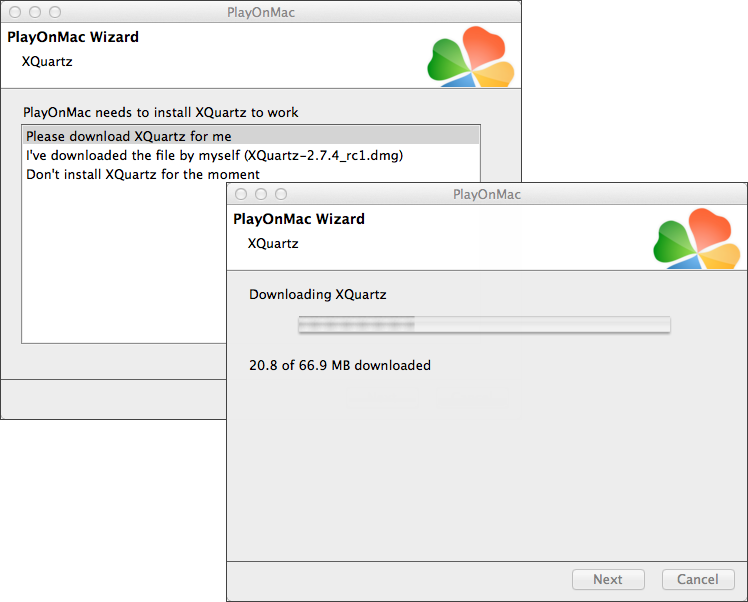 PlayOnMac
PlayOnMac Wizard
XQuartz
PlayOnMac needs to install XQuartz to work
Please download XQuartz for me
I've downloaded the file by myself (XQuartz-2.7.4_rc1.dmg)
Don't install XQuartz for the moment
PlayOnMac
PlayOnMac Wizard
XQuartz
Downloading XQuartz
20.8 of 66.9 MB downloaded
Next
Cancel